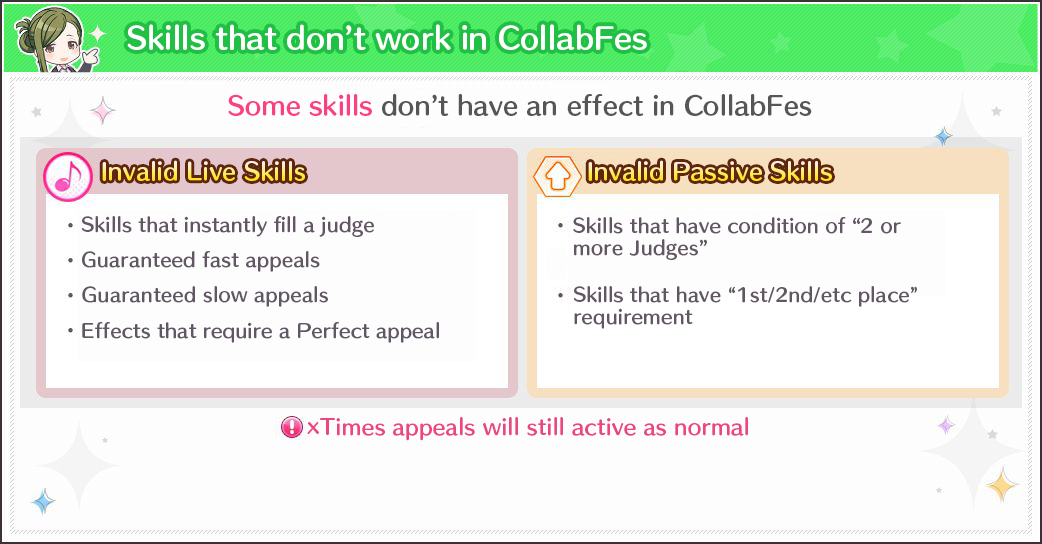 Skills that don't work in CollabFes
Some skills don't have an effect in CollabFes
Invalid Live Skills
・Skills that instantly fill a judge
・Guaranteed fast appeals
・Guaranteed slow appeals
・Effects that require a Perfect appeal
Invalid Passive Skills
・Skills that have condition of “2 or
more Judges”
・Skills that have “1st/2nd/etc place”
requirement
×Times appeals will still active as normal